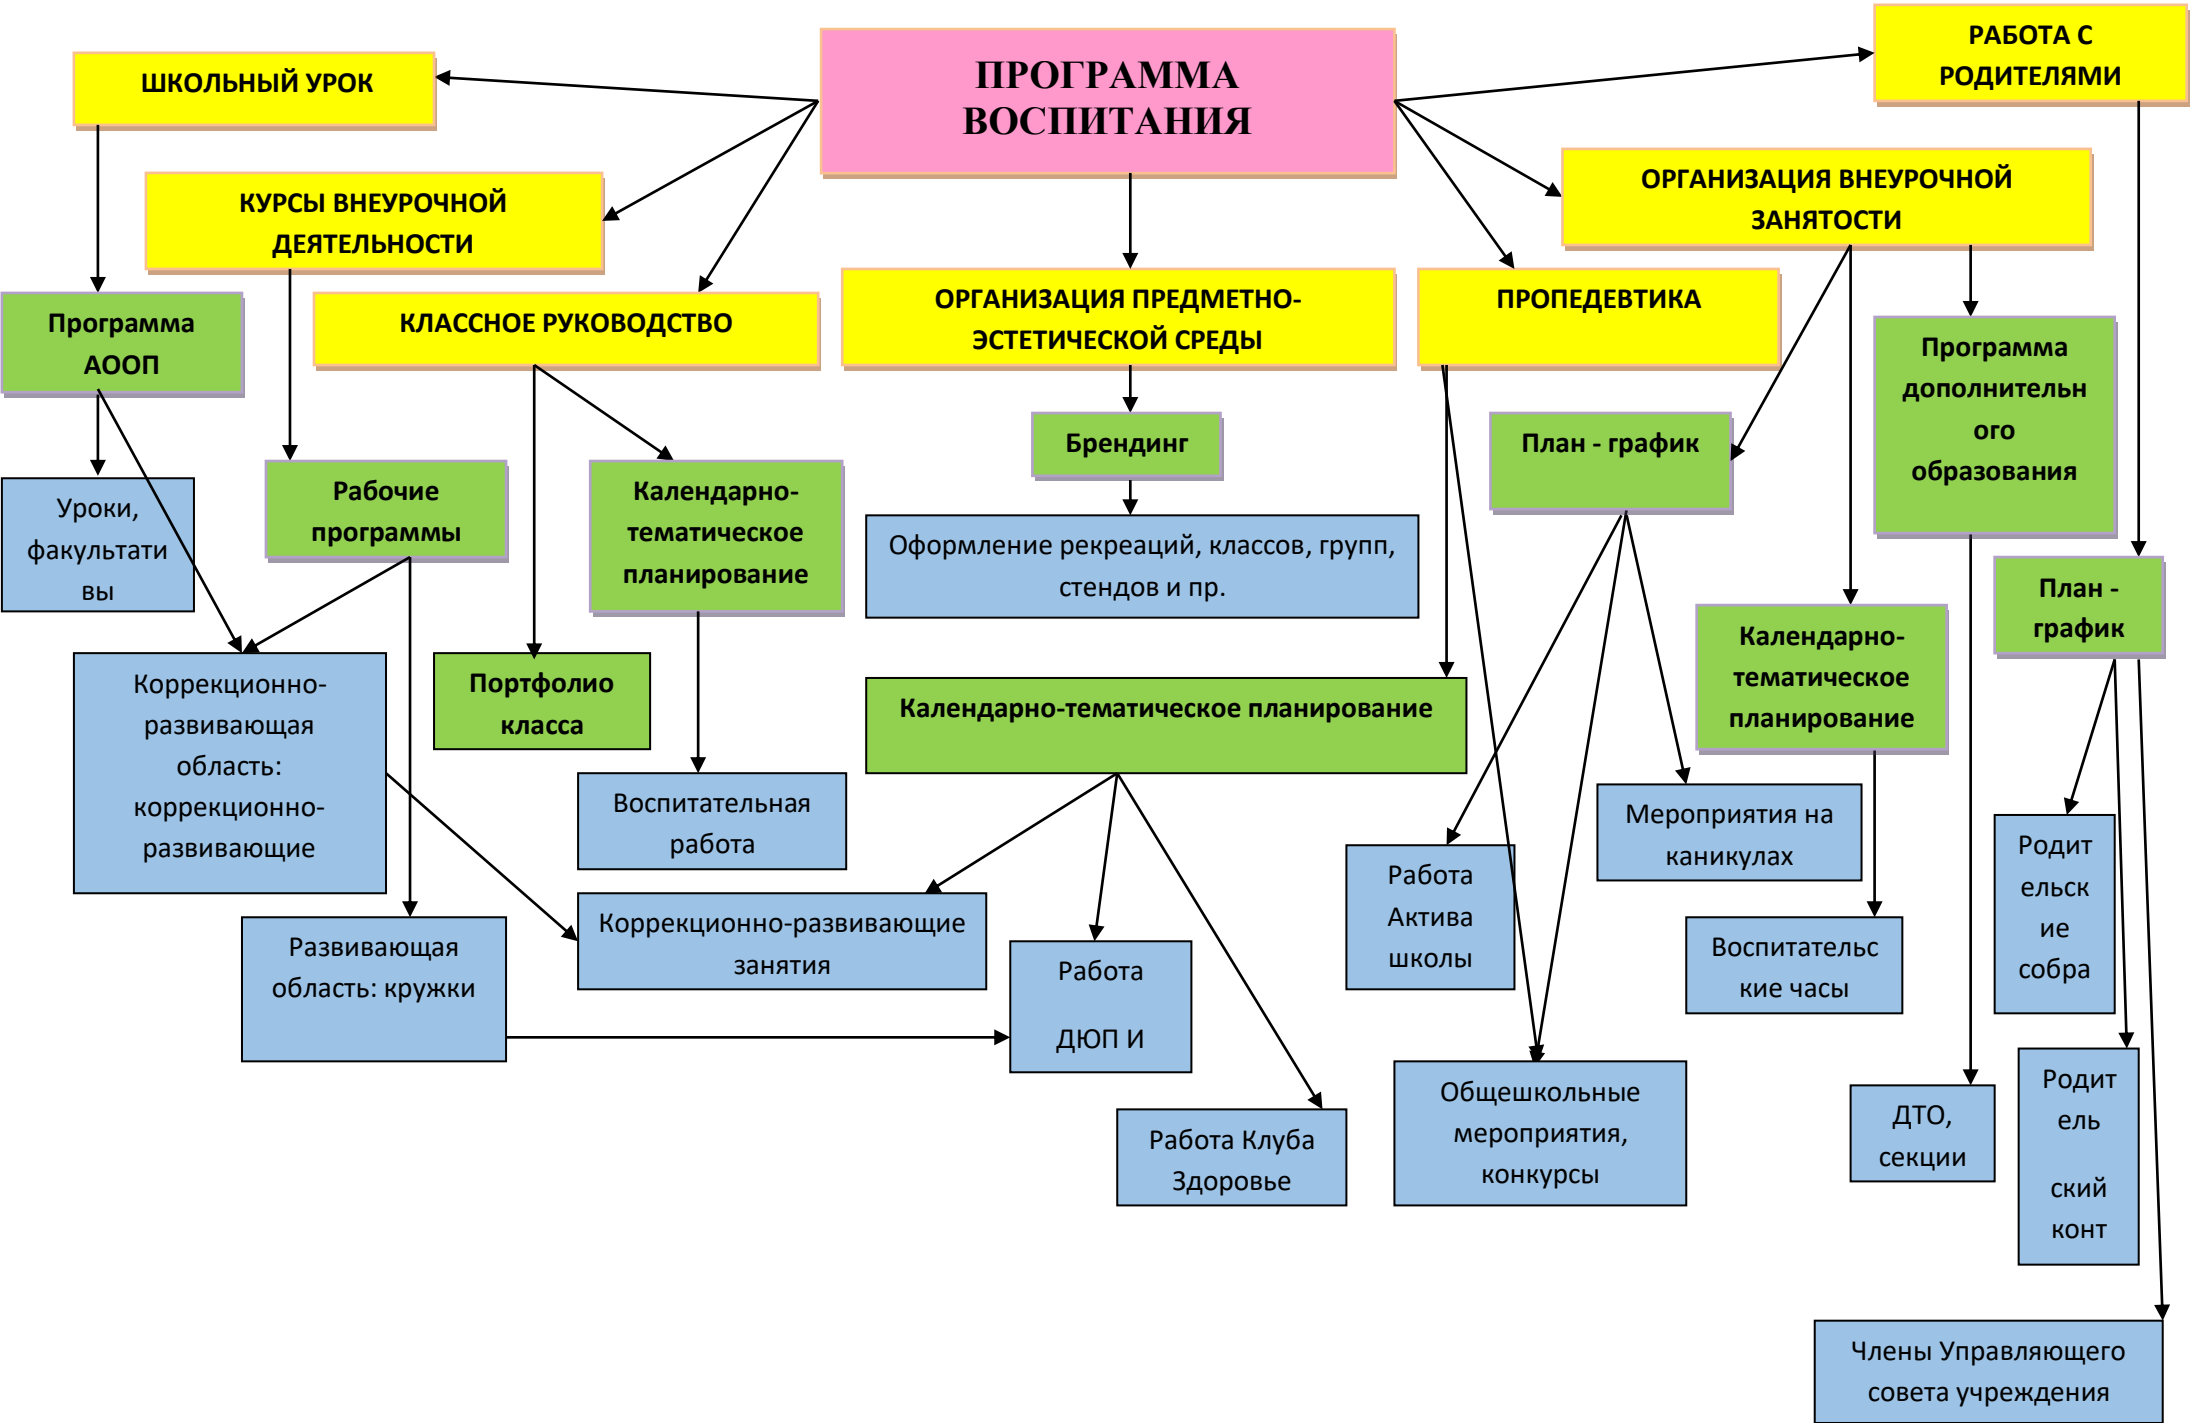 ПРОГРАММА
ВОСПИТАНИЯ
РАБОТА С
РОДИТЕЛЯМИ
ШКОЛЬНЫЙ УРОК
КУРСЫ ВНЕУРОЧНОЙ
ДЕЯТЕЛЬНОСТИ
ОРГАНИЗАЦИЯ ВНЕУРОЧНОЙ
ЗАНЯТОСТИ
КЛАССНОЕ РУКОВОДСТВО
ОРГАНИЗАЦИЯ ПРЕДМЕТНО-
ЭСТЕТИЧЕСКОЙ СРЕДЫ
ПРОПЕДЕВТИКА
Программа
АООП
Программа
дополнительн
ого
образования
Брендинг
План - график
Рабочие
программы
Календарно-
тематическое
планирование
Уроки,
факультати
вы
Оформление рекреаций, классов, групп,
стендов и пр.
План -
график
Календарно-
тематическое
планирование
Портфолио
класса
Календарно-тематическое планирование
Коррекционно-
развивающая
область:
коррекционно-
развивающие
Воспитательная
работа
Мероприятия на
каникулах
Родит
ельск
ие
собра
Работа
Актива
школы
Коррекционно-развивающие
занятия
Развивающая
область: кружки
Работа
ДЮП И
Воспитательс
кие часы
Общешкольные
мероприятия,
конкурсы
Родит
ель
ский
конт
ДТО,
секции
Работа Клуба
Здоровье
Члены Управляющего
совета учреждения